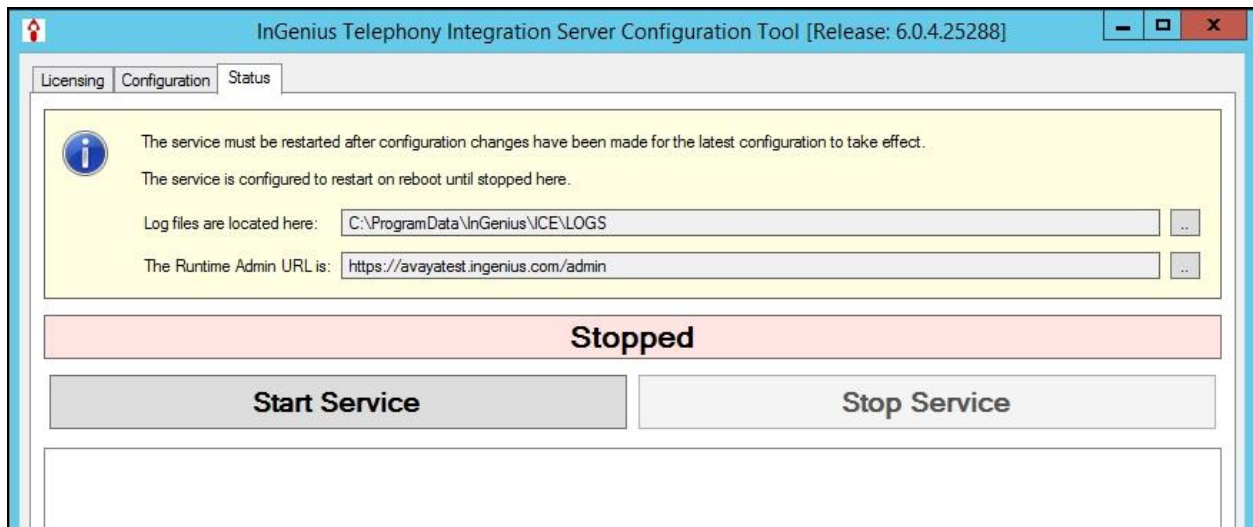 InGenius Telephony Integration Server Configuration Tool [Release: 6.0.4.25288]
Licensing Configuration Status
The service must be restarted after configuration changes have been made for the latest configuration to take effect.
The service is configured to restart on reboot until stopped here.
Log files are located here: C:\ProgramData\InGenius\ICE\LOGS ..
The Runtime Admin URL is: https://avayatest.ingenius.com/admin ..
Stopped
Start Service Stop Service